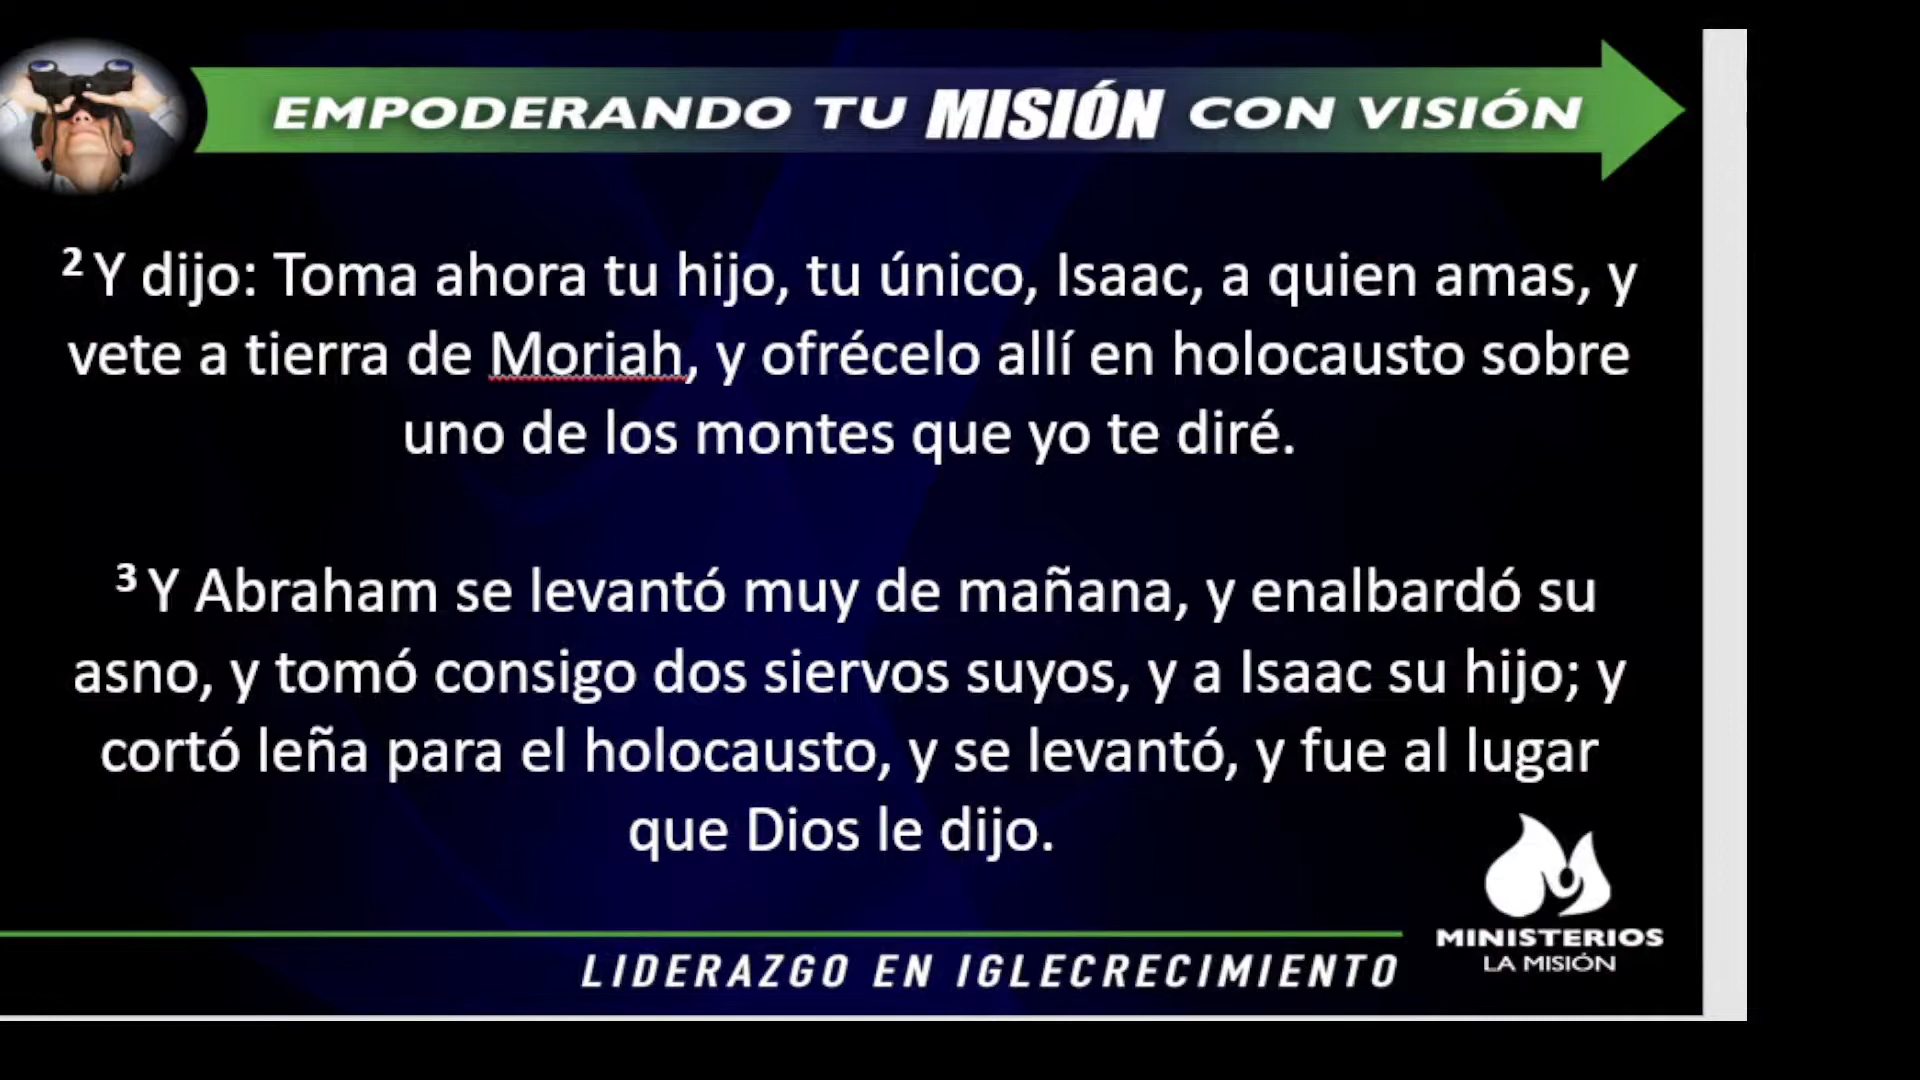 EMPODERANDO TU MISIÓN CON VISIÓN
2 Y dijo: Toma ahora tu hijo, tu único, Isaac, a quien amas, y
vete a tierra de Moriah, y ofrécelo allí en holocausto sobre
uno de los montes que yo te diré.
3 Y Abraham se levantó muy de mañana, y enalbardó su
asno, y tomó consigo dos siervos suyos, y a Isaac su hijo; y
cortó leña para el holocausto, y se levantó, y fue al lugar
que Dios le dijo.
LIDERAZGO EN IGLECRECIMIENTO
MINISTERIOS
LA MISIÓN